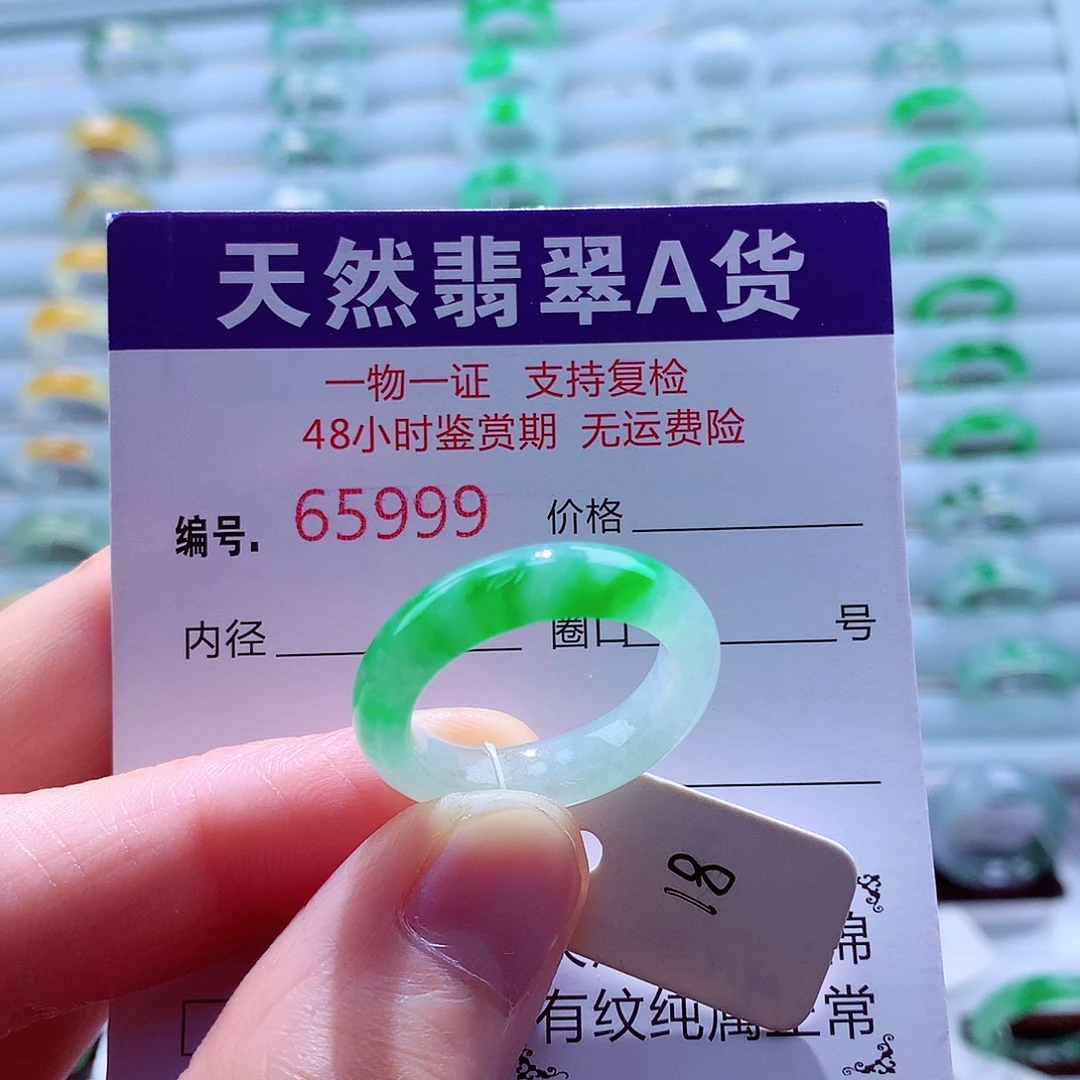 天然翡翠A货
一物一证 支持复检
48小时鉴赏期 无运费险
编号. 65999 价格
内径 圈口 号
18
棉
有纹纯属正常